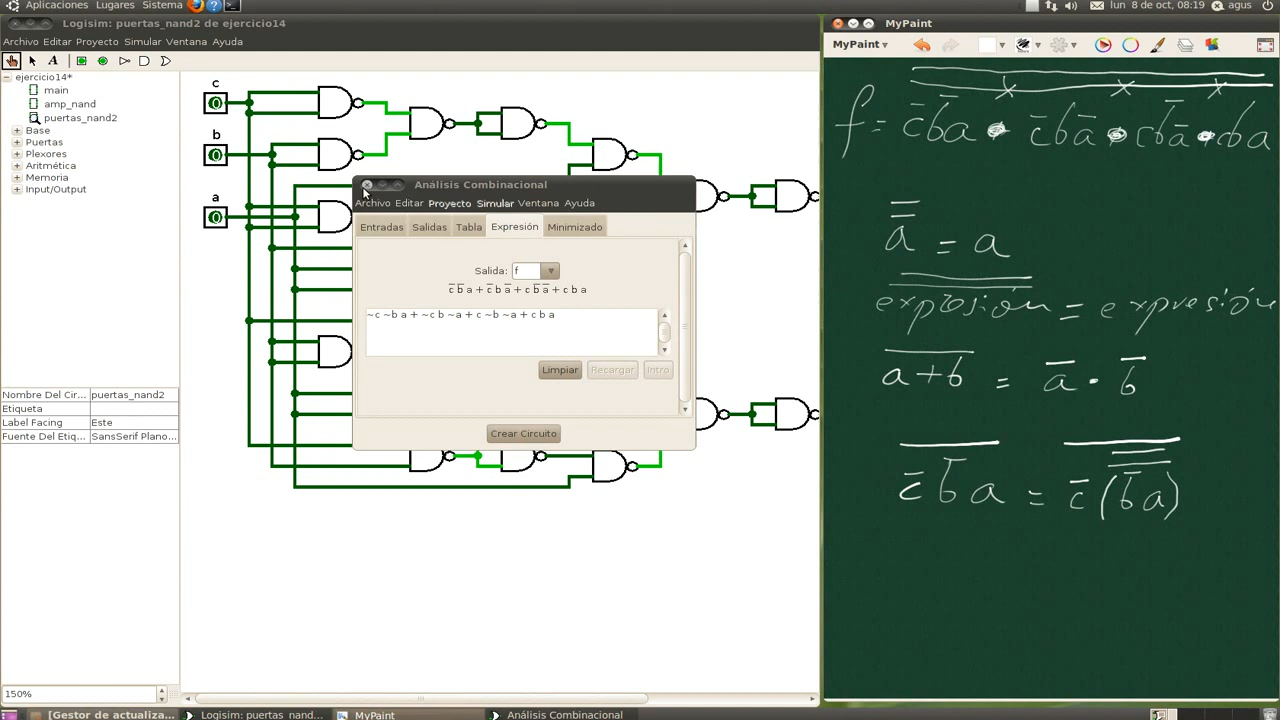 Aplicaciones Lugares Sistema
lun 8 de oct, 08:19 agus
Logisim: puertas_nand2 de ejercicio14
Archivo Editar Proyecto Simular Ventana Ayuda
A
ejercicio14*
main
amp_nand
puertas_nand2
Base
Puertas
Plexores
Aritmética
Memoria
Input/Output
Nombre Del Cir... puertas_nand2
Etiqueta
Label Facing Este
Fuente Del Etiq... SansSerif Plano...
150%
c
0
b
0
a
0
Análisis Combinacional
Archivo Editar Proyecto Simular Ventana Ayuda
Entradas Salidas Tabla Expresión Minimizado
Salida: f
c̅ b̅ a + c̅ b a̅ + c b̅ a̅ + c b a
~c ~b a + ~c b ~a + c ~b ~a + c b a
Limpiar Recargar Intro
Crear Circuito
MyPaint
MyPaint
f = c̅ b̅ a • c̅ b a̅ • c b̅ a̅ • c b a
a̿ = a
expresión = expresión
a + b = a̅ • b̅
c̅ b̅ a = c̅ (b̅ a)
[Gestor de actualiza... Logisim: puertas_nand... MyPaint Análisis Combinacional